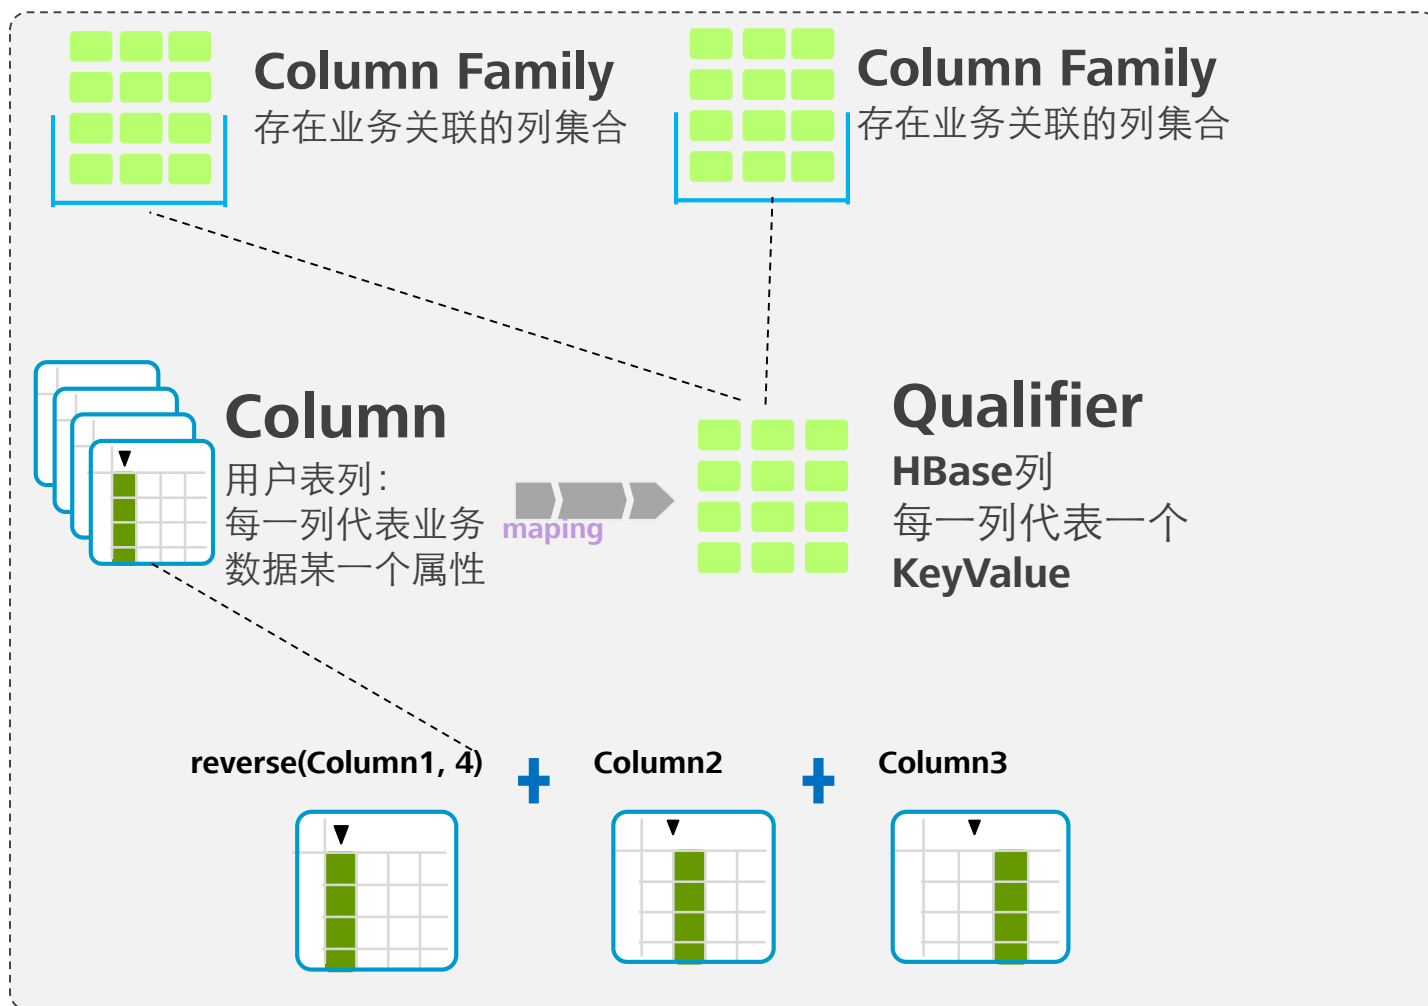 Column Family
存在业务关联的列集合
Column Family
存在业务关联的列集合
Column
用户表列：
每一列代表业务
数据某一个属性
maping
Qualifier
HBase列
每一列代表一个
KeyValue
reverse(Column1, 4)
Column2
Column3